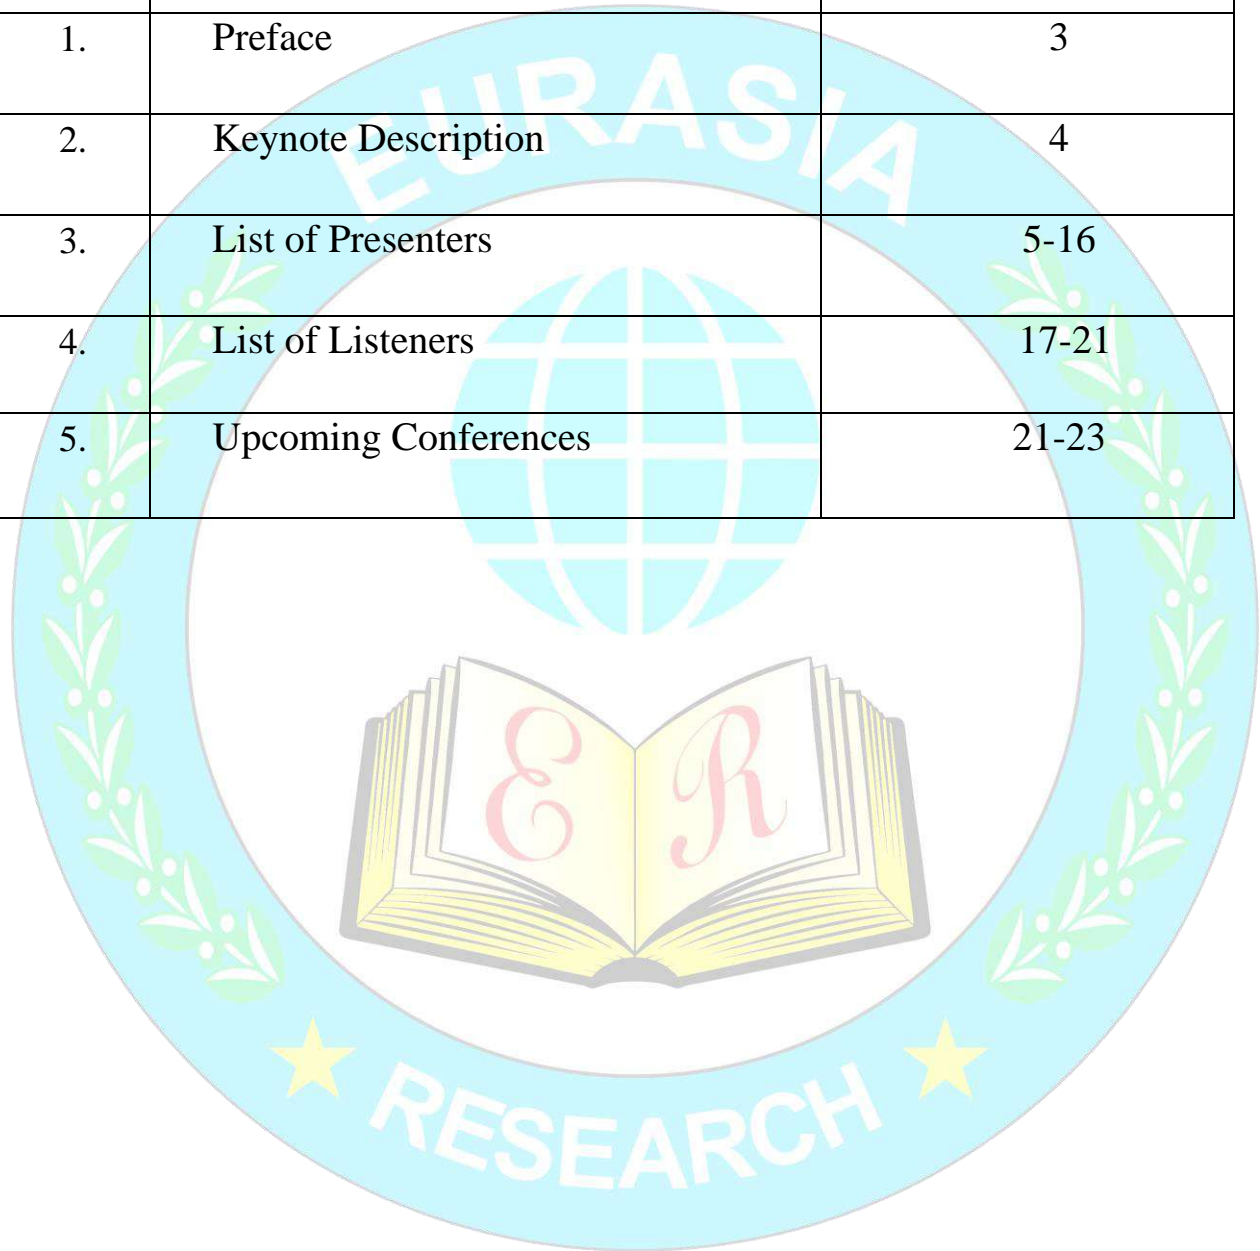 1. Preface 3
2. Keynote Description 4
3. List of Presenters 5-16
4. List of Listeners 17-21
5. Upcoming Conferences 21-23
EURASIA
ER
RESEARCH